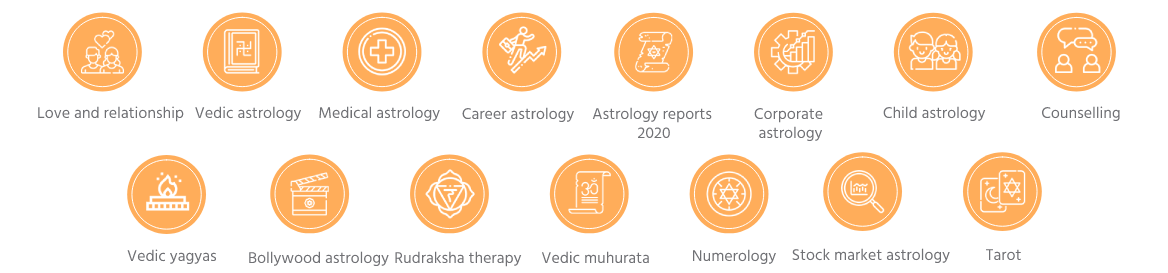 Love and relationship
Vedic astrology
Medical astrology
Career astrology
Astrology reports
2020
Corporate
astrology
Child astrology
Counselling
Vedic yagyas
Bollywood astrology
Rudraksha therapy
Vedic muhurata
ॐ
Numerology
Stock market astrology
Tarot